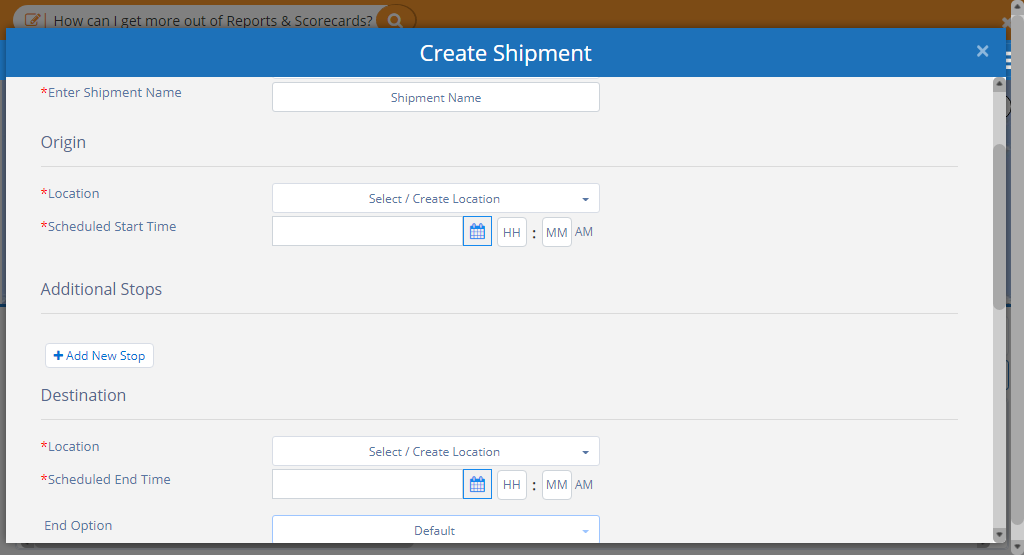 How can I get more out of Reports & Scorecards?
Create Shipment ×
*Enter Shipment Name Shipment Name
Origin
*Location Select / Create Location
*Scheduled Start Time HH : MM AM
Additional Stops
+ Add New Stop
Destination
*Location Select / Create Location
*Scheduled End Time HH : MM AM
End Option Default